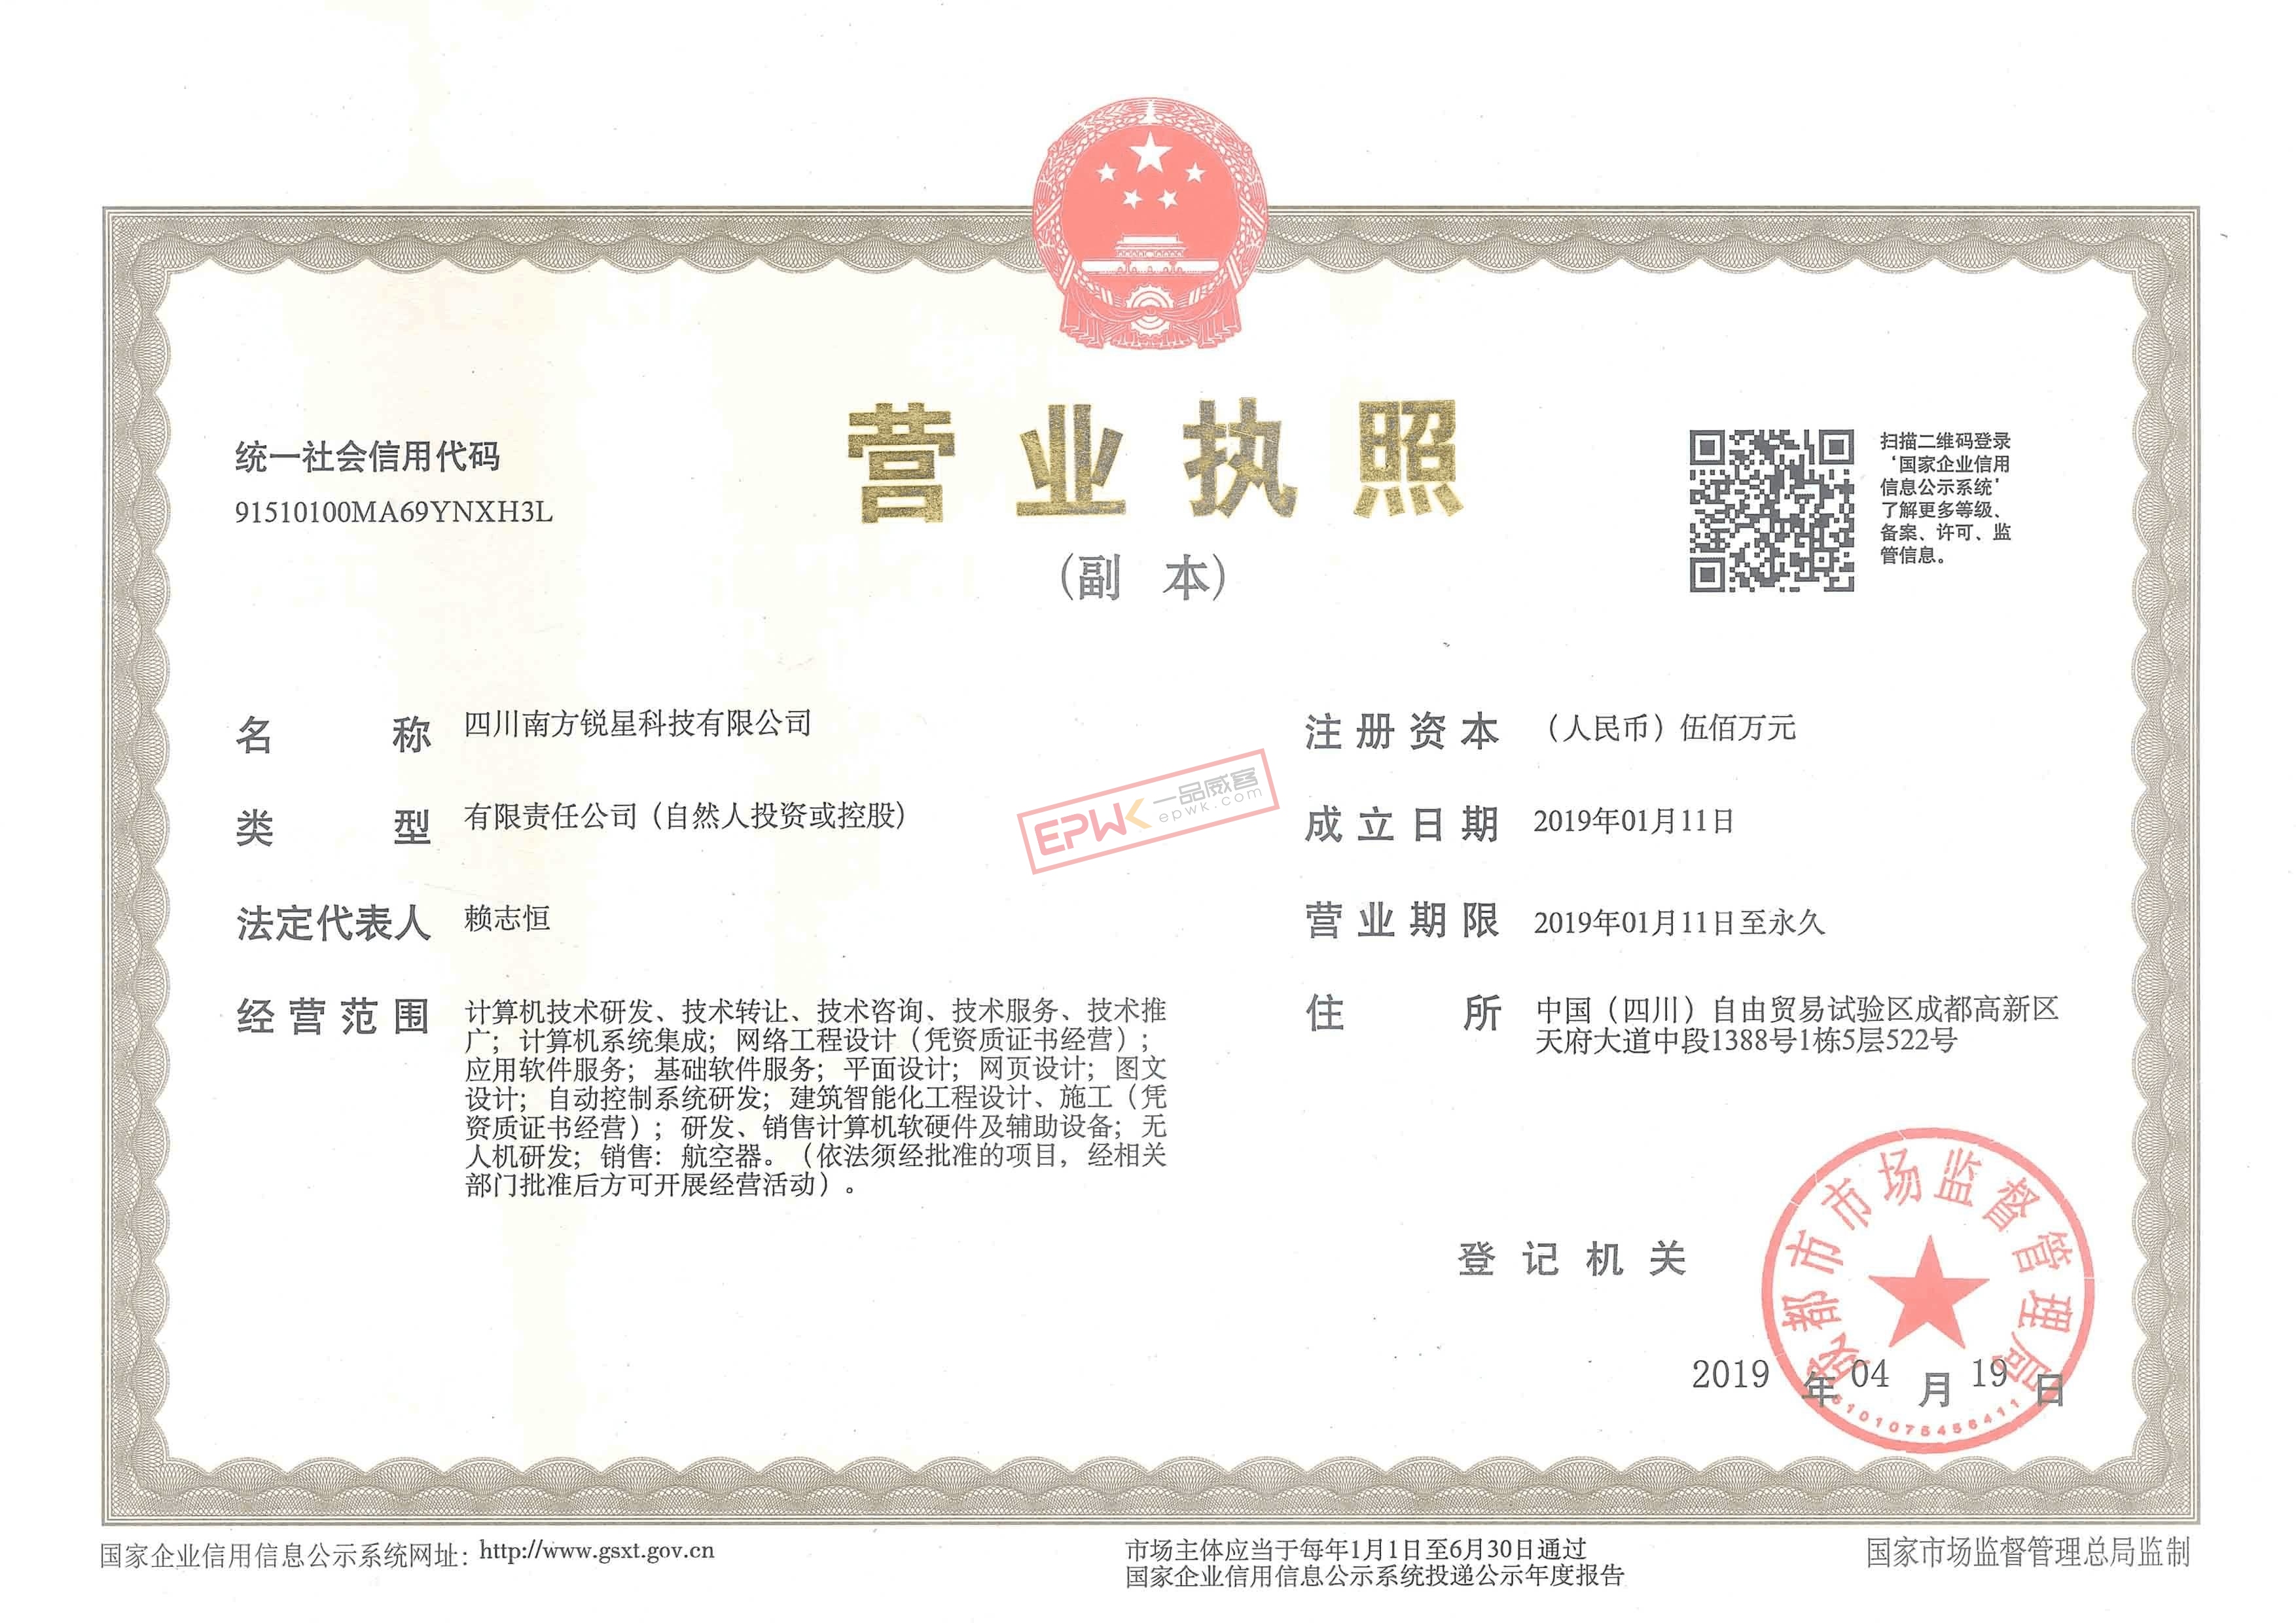 营业执照
(副 本)
统一社会信用代码
91510100MA69YNXH3L
扫描二维码登录
‘国家企业信用
信息公示系统’
了解更多等级、
备案、许可、监
管信息。
名 称 四川南方锐星科技有限公司
类 型 有限责任公司（自然人投资或控股）
法定代表人 赖志恒
经营范围 计算机技术研发、技术转让、技术咨询、技术服务、技术推
广；计算机系统集成；网络工程设计（凭资质证书经营）；
应用软件服务；基础软件服务；平面设计；网页设计；图文
设计；自动控制系统研发；建筑智能化工程设计、施工（凭
资质证书经营）；研发、销售计算机软硬件及辅助设备；无
人机研发；销售：航空器。（依法须经批准的项目，经相关
部门批准后方可开展经营活动）。
注册资本 （人民币）伍佰万元
成立日期 2019年01月11日
营业期限 2019年01月11日至永久
住 所 中国（四川）自由贸易试验区成都高新区
天府大道中段1388号1栋5层522号
EPWK 一品威客
epwk.com
登记机关
成都市市场监督管理局
2019 年 04 月 19 日
国家企业信用信息公示系统网址：http://www.gsxt.gov.cn
市场主体应当于每年1月1日至6月30日通过
国家企业信用信息公示系统投递公示年度报告
国家市场监督管理总局监制